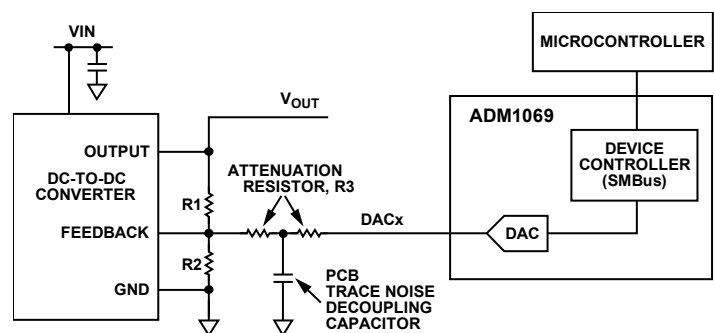 VIN
MICROCONTROLLER
VOUT
ADM1069
OUTPUT
DC-TO-DC
CONVERTER
ATTENUATION
RESISTOR, R3
DEVICE
CONTROLLER
(SMBus)
R1
DACx
FEEDBACK
DAC
R2
GND
PCB
TRACE NOISE
DECOUPLING
CAPACITOR